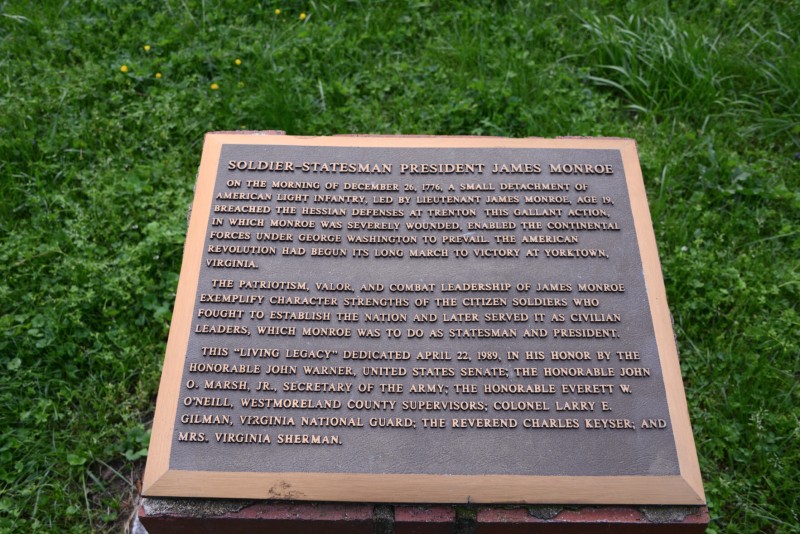 SOLDIER-STATESMAN PRESIDENT JAMES MONROE
ON THE MORNING OF DECEMBER 26, 1776, A SMALL DETACHMENT OF
AMERICAN LIGHT INFANTRY, LED BY LIEUTENANT JAMES MONROE, AGE 19,
BREACHED THE HESSIAN DEFENSES AT TRENTON THIS GALLANT ACTION,
IN WHICH MONROE WAS SEVERELY WOUNDED, ENABLED THE CONTINENTAL
FORCES UNDER GEORGE WASHINGTON TO PREVAIL. THE AMERICAN
REVOLUTION HAD BEGUN ITS LONG MARCH TO VICTORY AT YORKTOWN,
VIRGINIA.
THE PATRIOTISM, VALOR, AND COMBAT LEADERSHIP OF JAMES MONROE
EXEMPLIFY CHARACTER STRENGTHS OF THE CITIZEN SOLDIERS WHO
FOUGHT TO ESTABLISH THE NATION AND LATER SERVED IT AS CIVILIAN
LEADERS, WHICH MONROE WAS TO DO AS STATESMAN AND PRESIDENT.
THIS "LIVING LEGACY" DEDICATED APRIL 22, 1989, IN HIS HONOR BY THE
HONORABLE JOHN WARNER, UNITED STATES SENATE; THE HONORABLE JOHN
O. MARSH, JR., SECRETARY OF THE ARMY; THE HONORABLE EVERETT W.
O'NEILL, WESTMORELAND COUNTY SUPERVISORS; COLONEL LARRY E.
GILMAN, VIRGINIA NATIONAL GUARD; THE REVEREND CHARLES KEYSER; AND
MRS. VIRGINIA SHERMAN.